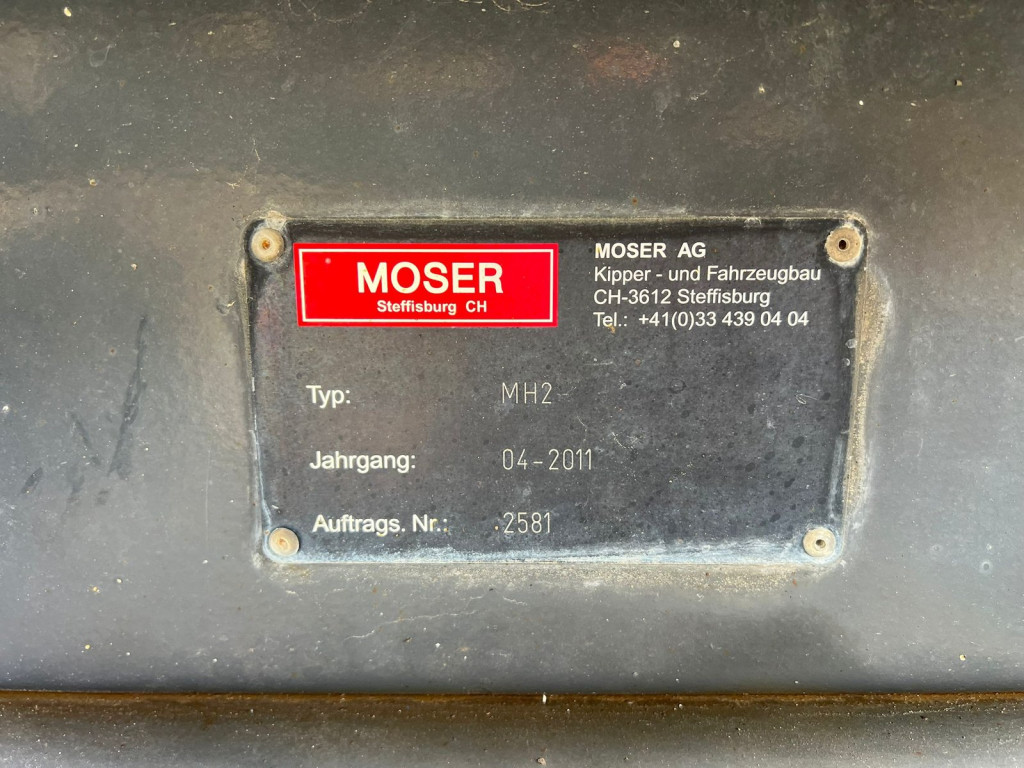 MOSER
Steffisburg CH
MOSER AG
Kipper - und Fahrzeugbau
CH-3612 Steffisburg
Tel.: +41(0)33 439 04 04
Typ: MH2
Jahrgang: 04-2011
Auftrags. Nr.: 2581